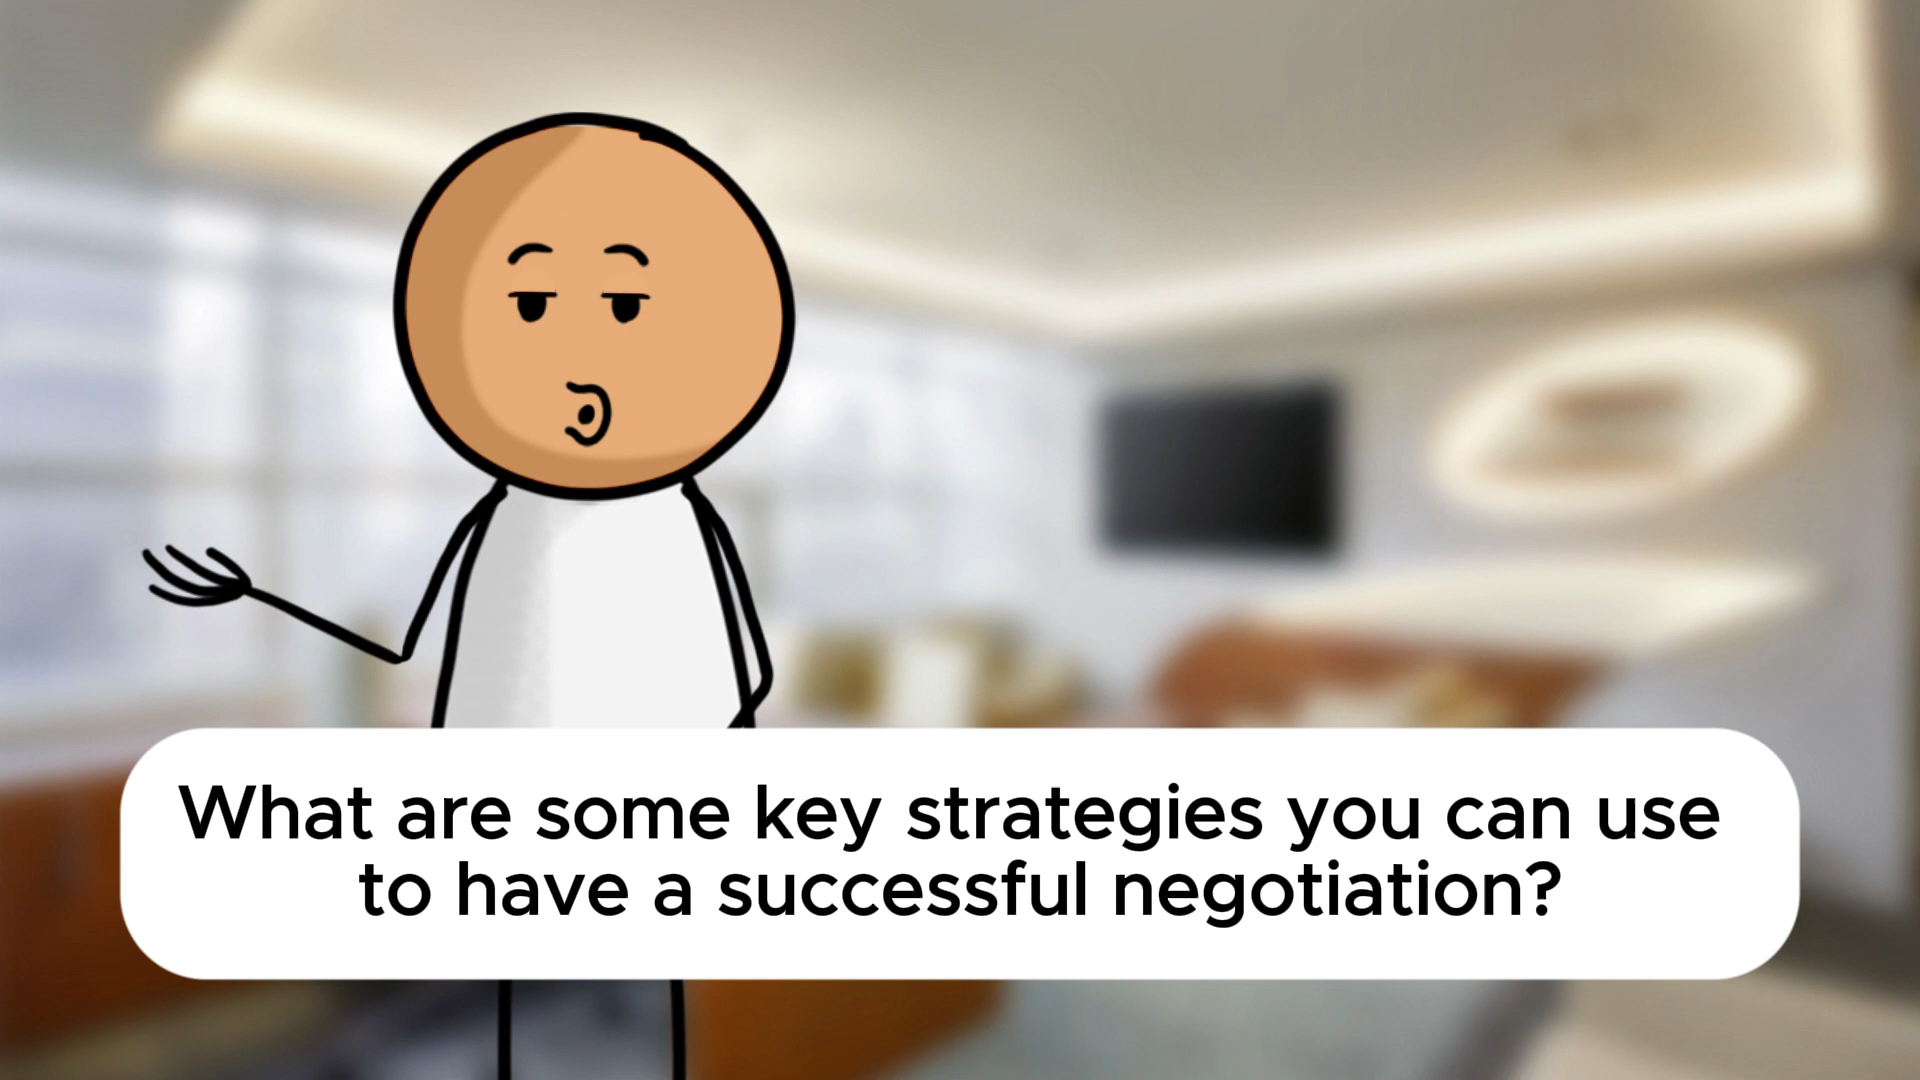 What are some key strategies you can use
to have a successful negotiation?